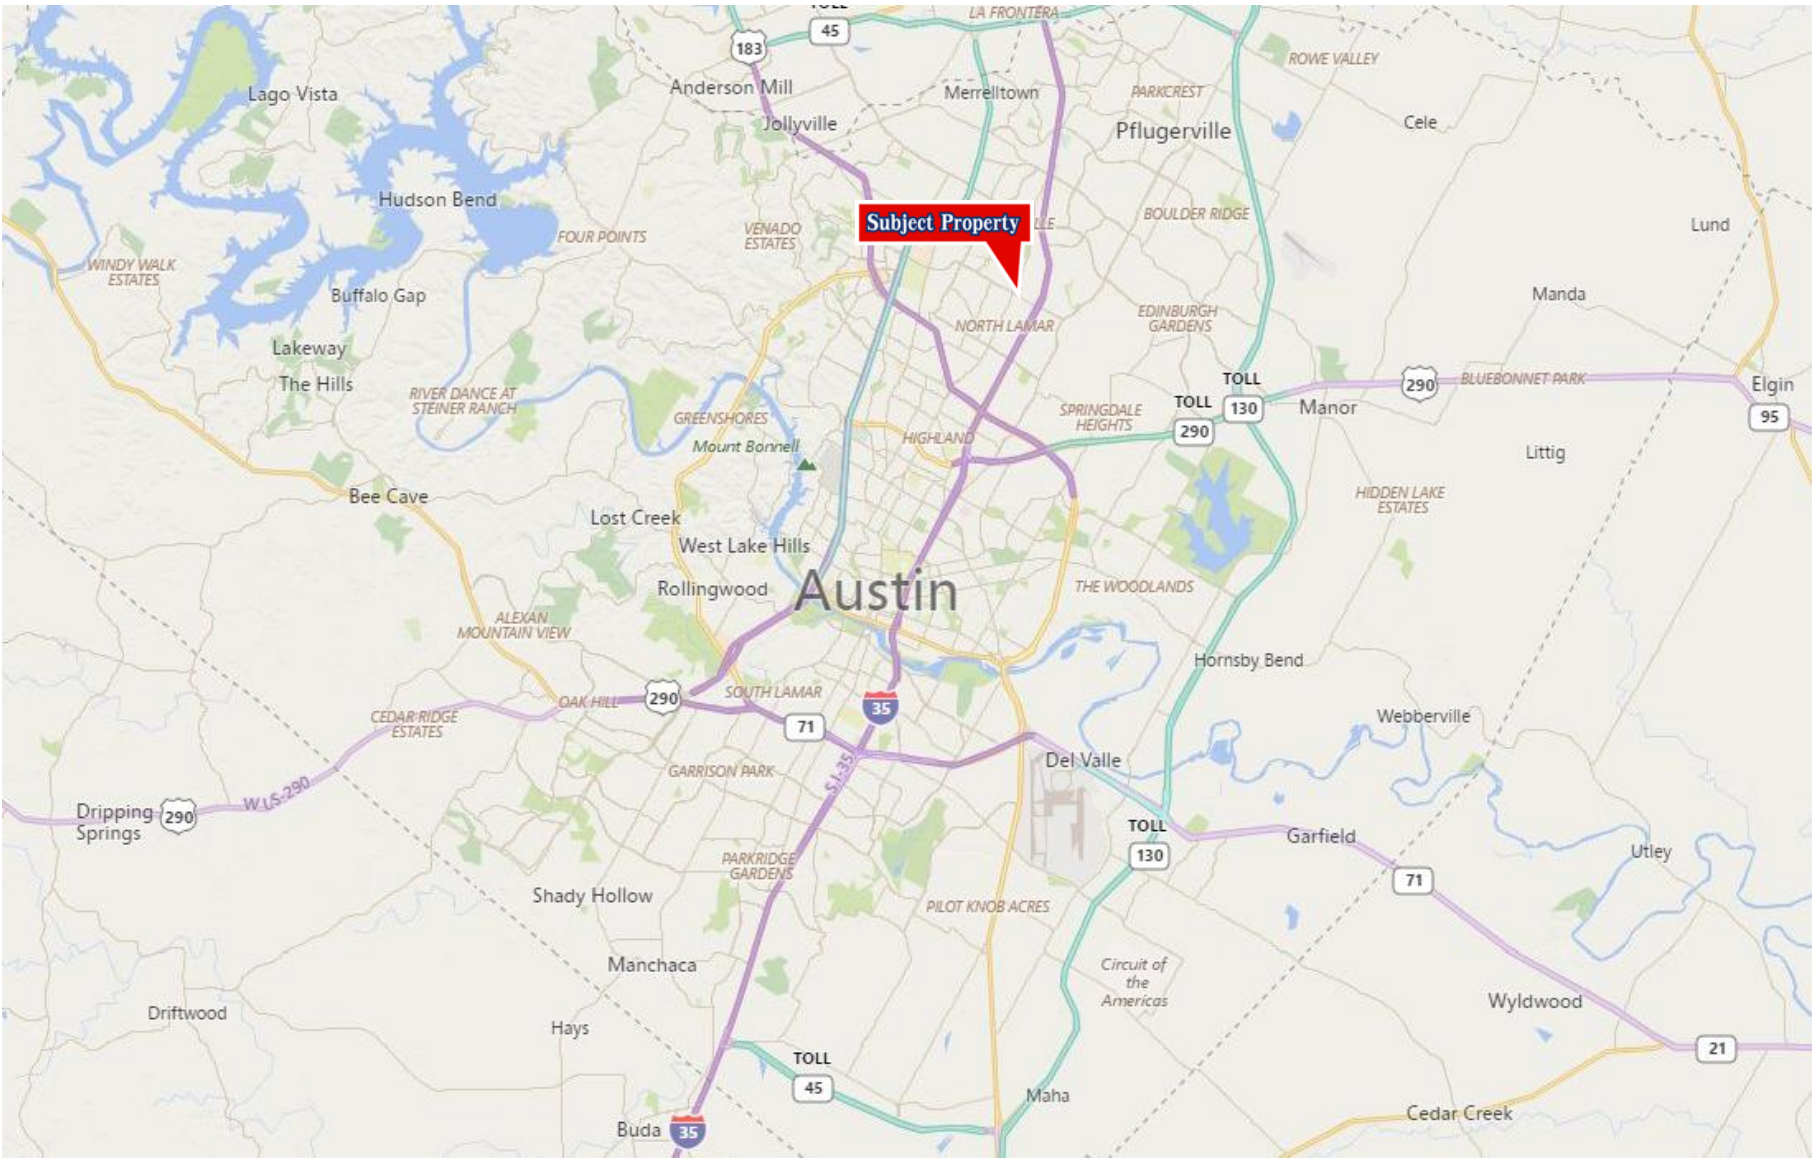 TOLL
45
LA FRONTERA
183
ROWE VALLEY
Lago Vista
Anderson Mill
Merrelltown
PARKCREST
Jollyville
Pflugerville
Cele
Hudson Bend
Subject Property
LLE
BOULDER RIDGE
Lund
FOUR POINTS
VENADO
ESTATES
WINDY WALK
ESTATES
Buffalo Gap
Manda
NORTH LAMAR
EDINBURGH
GARDENS
Lakeway
The Hills
RIVER DANCE AT
STEINER RANCH
GREENSHORES
SPRINGDALE
HEIGHTS
TOLL
290
TOLL
130
Manor
290
BLUEBONNET PARK
Elgin
95
Mount Bonnell
HIGHLAND
Littig
Bee Cave
Lost Creek
HIDDEN LAKE
ESTATES
West Lake Hills
Rollingwood
Austin
THE WOODLANDS
ALEXAN
MOUNTAIN VIEW
Hornsby Bend
OAK HILL
290
SOUTH LAMAR
35
71
CEDAR RIDGE
ESTATES
Webberville
GARRISON PARK
S I-35
Del Valle
W US-290
Dripping
Springs
290
TOLL
130
Garfield
Utley
PARKRIDGE
GARDENS
71
Shady Hollow
PILOT KNOB ACRES
Manchaca
Circuit of
the
Americas
Driftwood
Hays
Wyldwood
21
TOLL
45
Maha
Cedar Creek
Buda
35